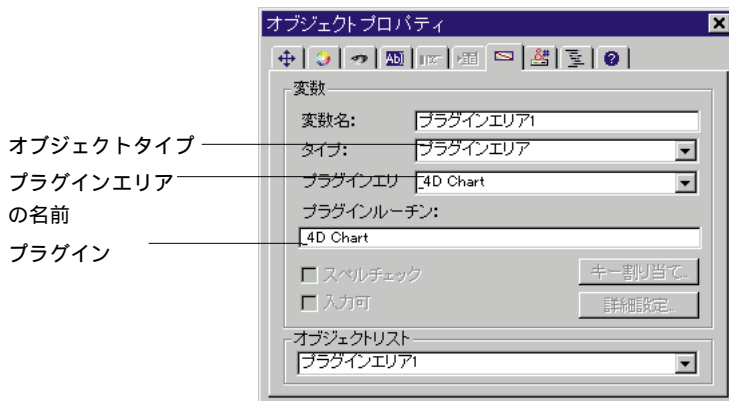 オブジェクトプロパティ
変数
変数名: プラグインエリア1
オブジェクトタイプ
タイプ: プラグインエリア
プラグインエリア
の名前
プラグインエリ _4D Chart
プラグインルーチン:
プラグイン
_4D Chart
スペルチェック
キー割り当て...
入力可
詳細設定...
オブジェクトリスト
プラグインエリア1